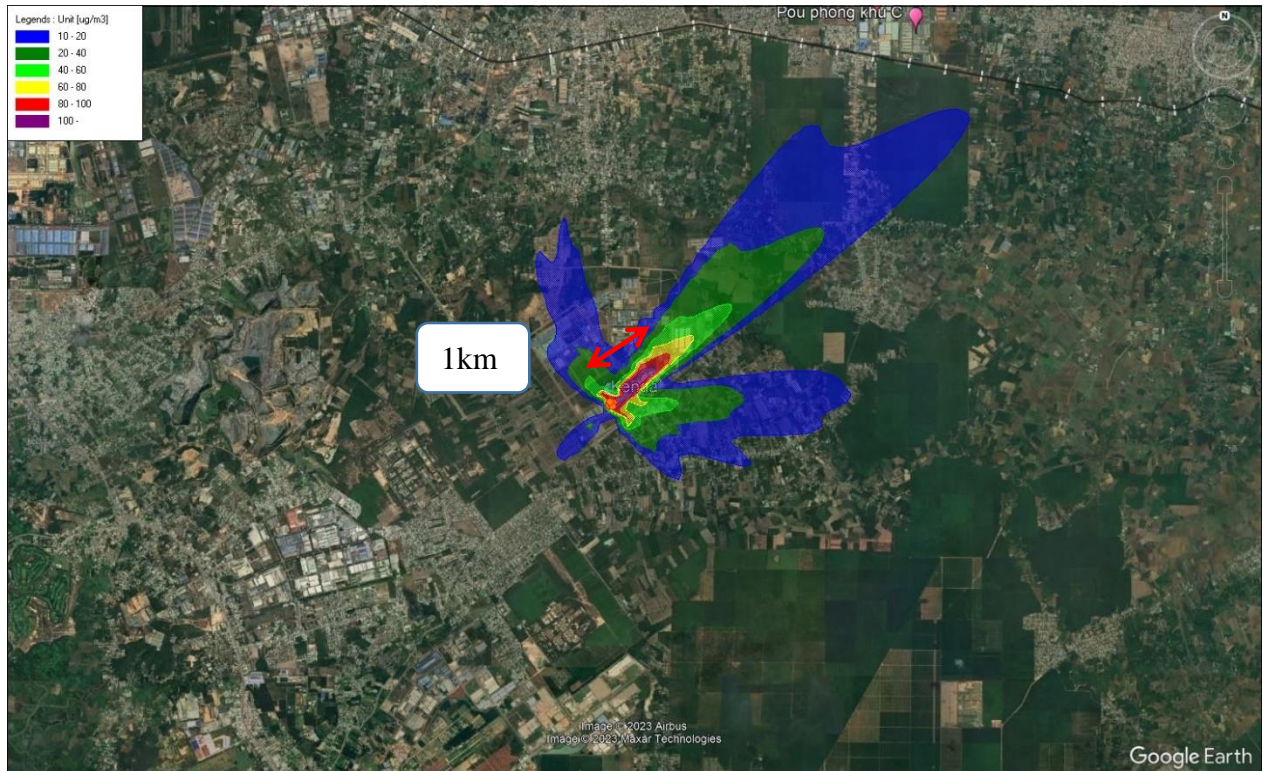 Legends : Unit [ug/m3]
10 - 20
20 - 40
40 - 60
60 - 80
80 - 100
100 -
Pou phong khu C
N
1km
Kenda
Image © 2023 Airbus
Image © 2023 Maxar Technologies
Google Earth